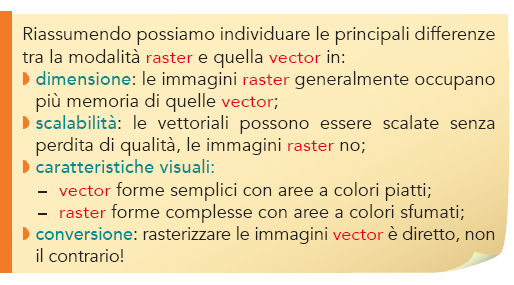 Riassumendo possiamo individuare le principali differenze
tra la modalità raster e quella vector in:
dimensione: le immagini raster generalmente occupano
più memoria di quelle vector;
scalabilità: le vettoriali possono essere scalate senza
perdita di qualità, le immagini raster no;
caratteristiche visuali:
– vector forme semplici con aree a colori piatti;
– raster forme complesse con aree a colori sfumati;
conversione: rasterizzare le immagini vector è diretto, non
il contrario!